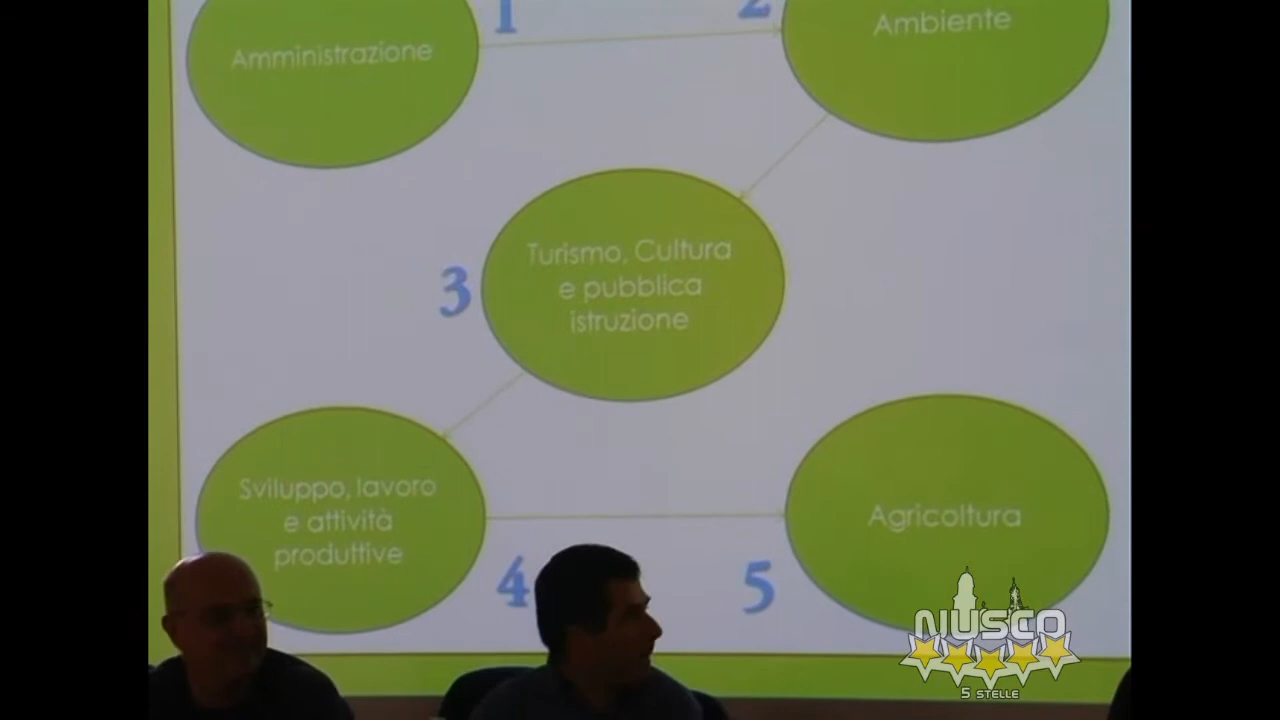 1
2
Amministrazione
Ambiente
Turismo, Cultura
e pubblica
istruzione
3
Sviluppo, lavoro
e attività
produttive
Agricoltura
4
5
NUSCO
5 STELLE